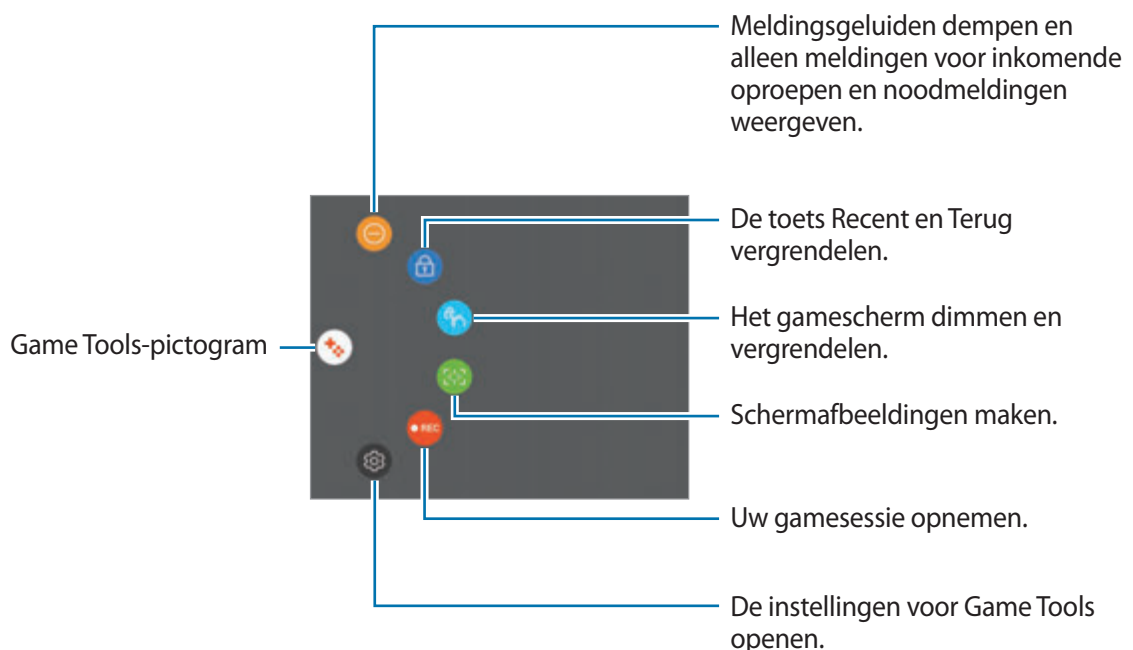 Meldingsgeluiden dempen en
alleen meldingen voor inkomende
oproepen en noodmeldingen
weergeven.
De toets Recent en Terug
vergrendelen.
Het gamescherm dimmen en
vergrendelen.
Game Tools-pictogram
Schermafbeeldingen maken.
REC
Uw gamesessie opnemen.
De instellingen voor Game Tools
openen.